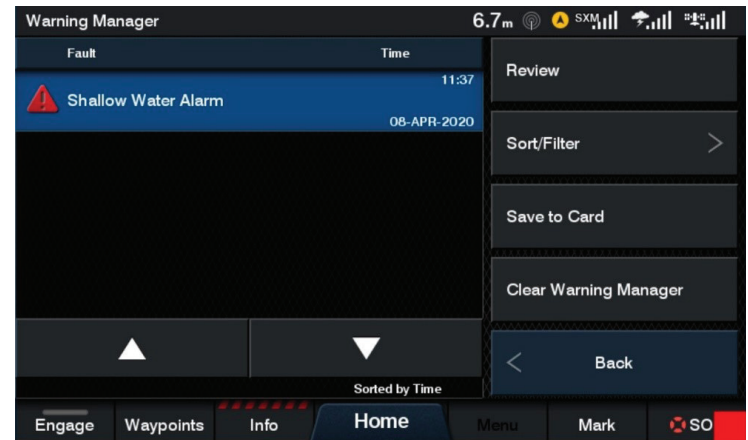 Warning Manager
6.7m
SXM
Fault
Time
Shallow Water Alarm
11:37
08-APR-2020
Sorted by Time
Review
Sort/Filter
Save to Card
Clear Warning Manager
Back
Engage
Waypoints
Info
Home
Menu
Mark
SO